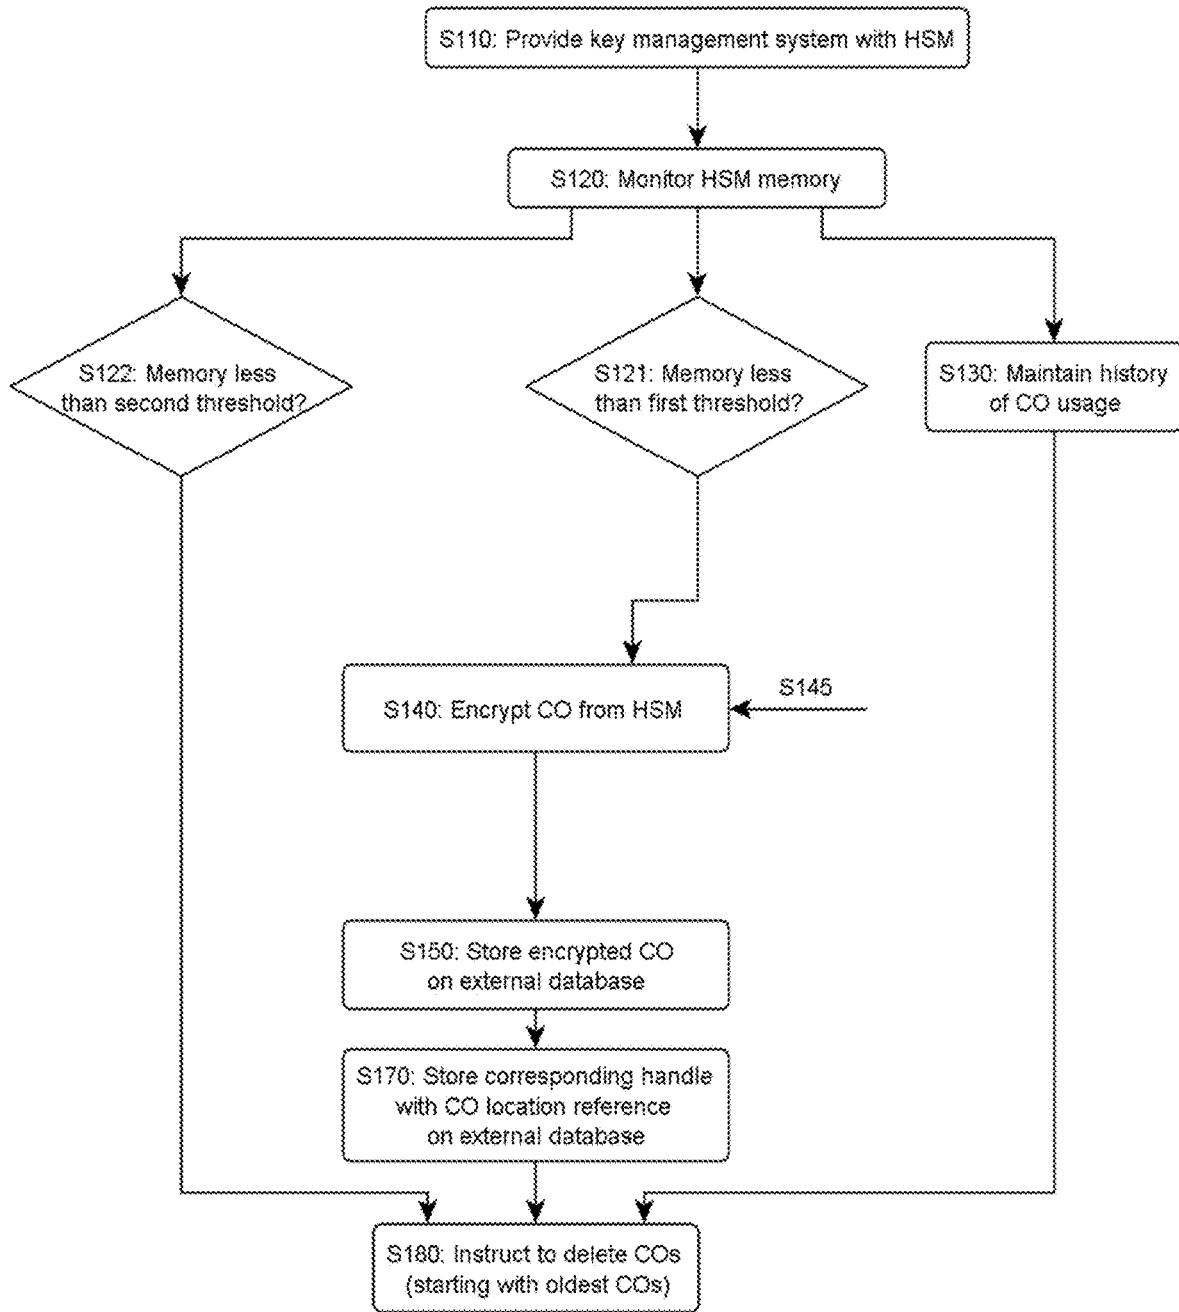 S110: Provide key management system with HSM
S120: Monitor HSM memory
S122: Memory less
than second threshold?
S121: Memory less
than first threshold?
S130: Maintain history
of CO usage
S140: Encrypt CO from HSM
S145
S150: Store encrypted CO
on external database
S170: Store corresponding handle
with CO location reference
on external database
S180: Instruct to delete COs
(starting with oldest COs)